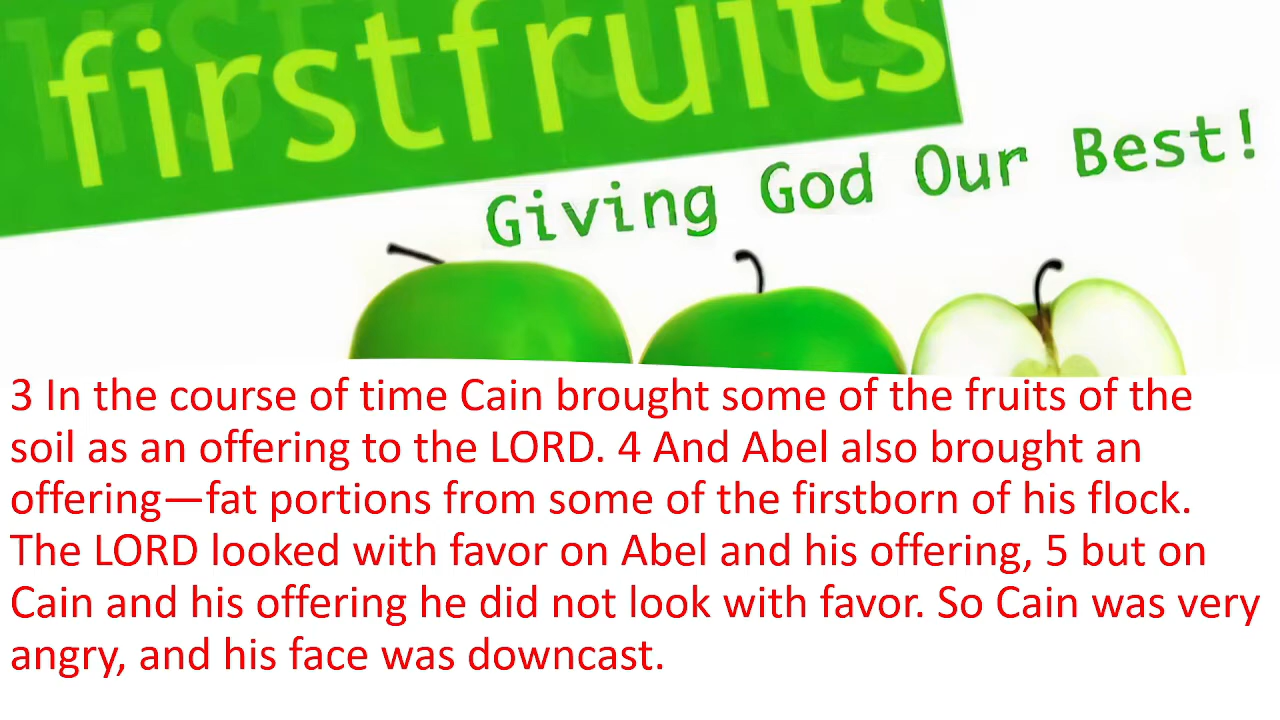 firstfruits
Giving God Our Best!
3 In the course of time Cain brought some of the fruits of the
soil as an offering to the LORD. 4 And Abel also brought an
offering—fat portions from some of the firstborn of his flock.
The LORD looked with favor on Abel and his offering, 5 but on
Cain and his offering he did not look with favor. So Cain was very
angry, and his face was downcast.